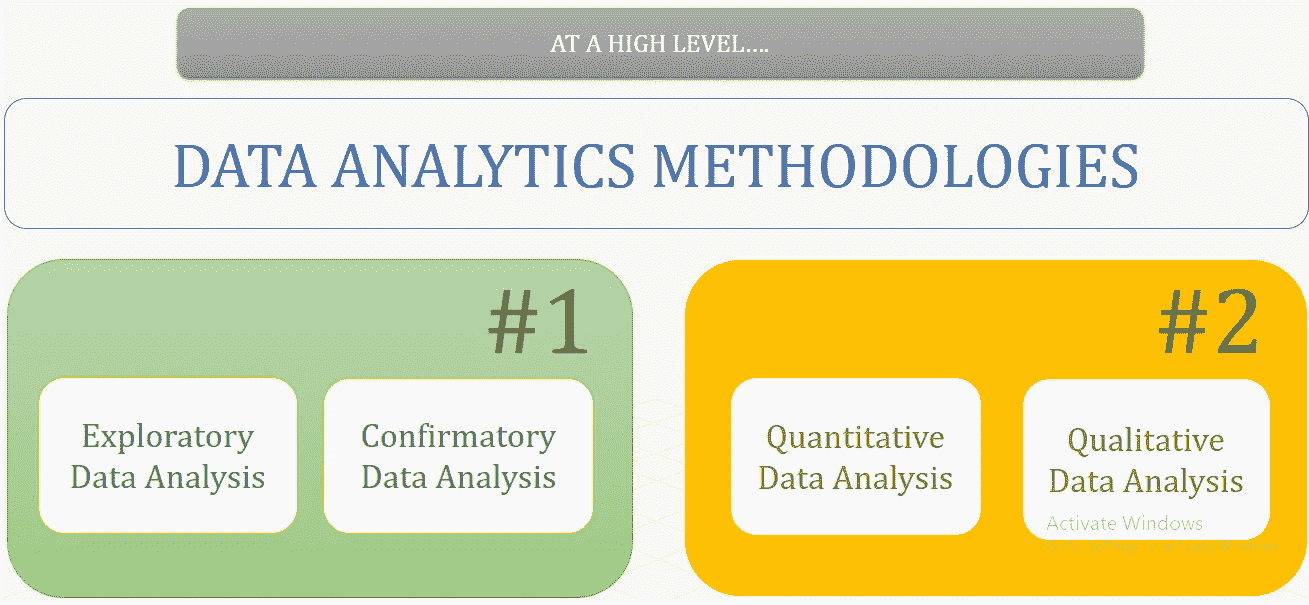 AT A HIGH LEVEL....
DATA ANALYTICS METHODOLOGIES
#1
#2
Exploratory
Data Analysis
Confirmatory
Data Analysis
Quantitative
Data Analysis
Qualitative
Data Analysis
Activate Windows